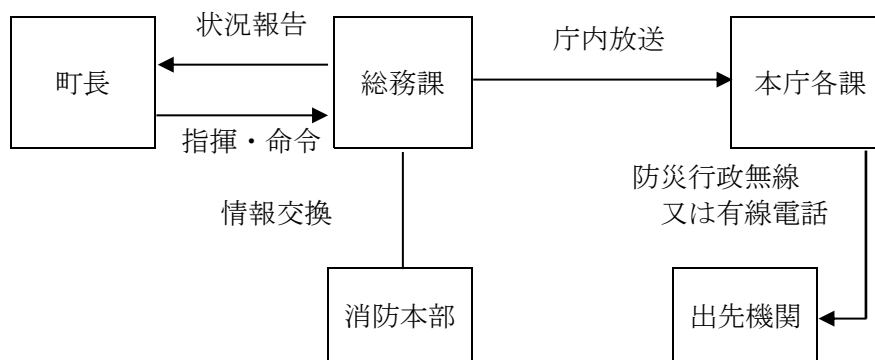 状況報告
庁内放送
町長
総務課
本庁各課
指揮・命令
防災行政無線
又は有線電話
情報交換
消防本部
出先機関